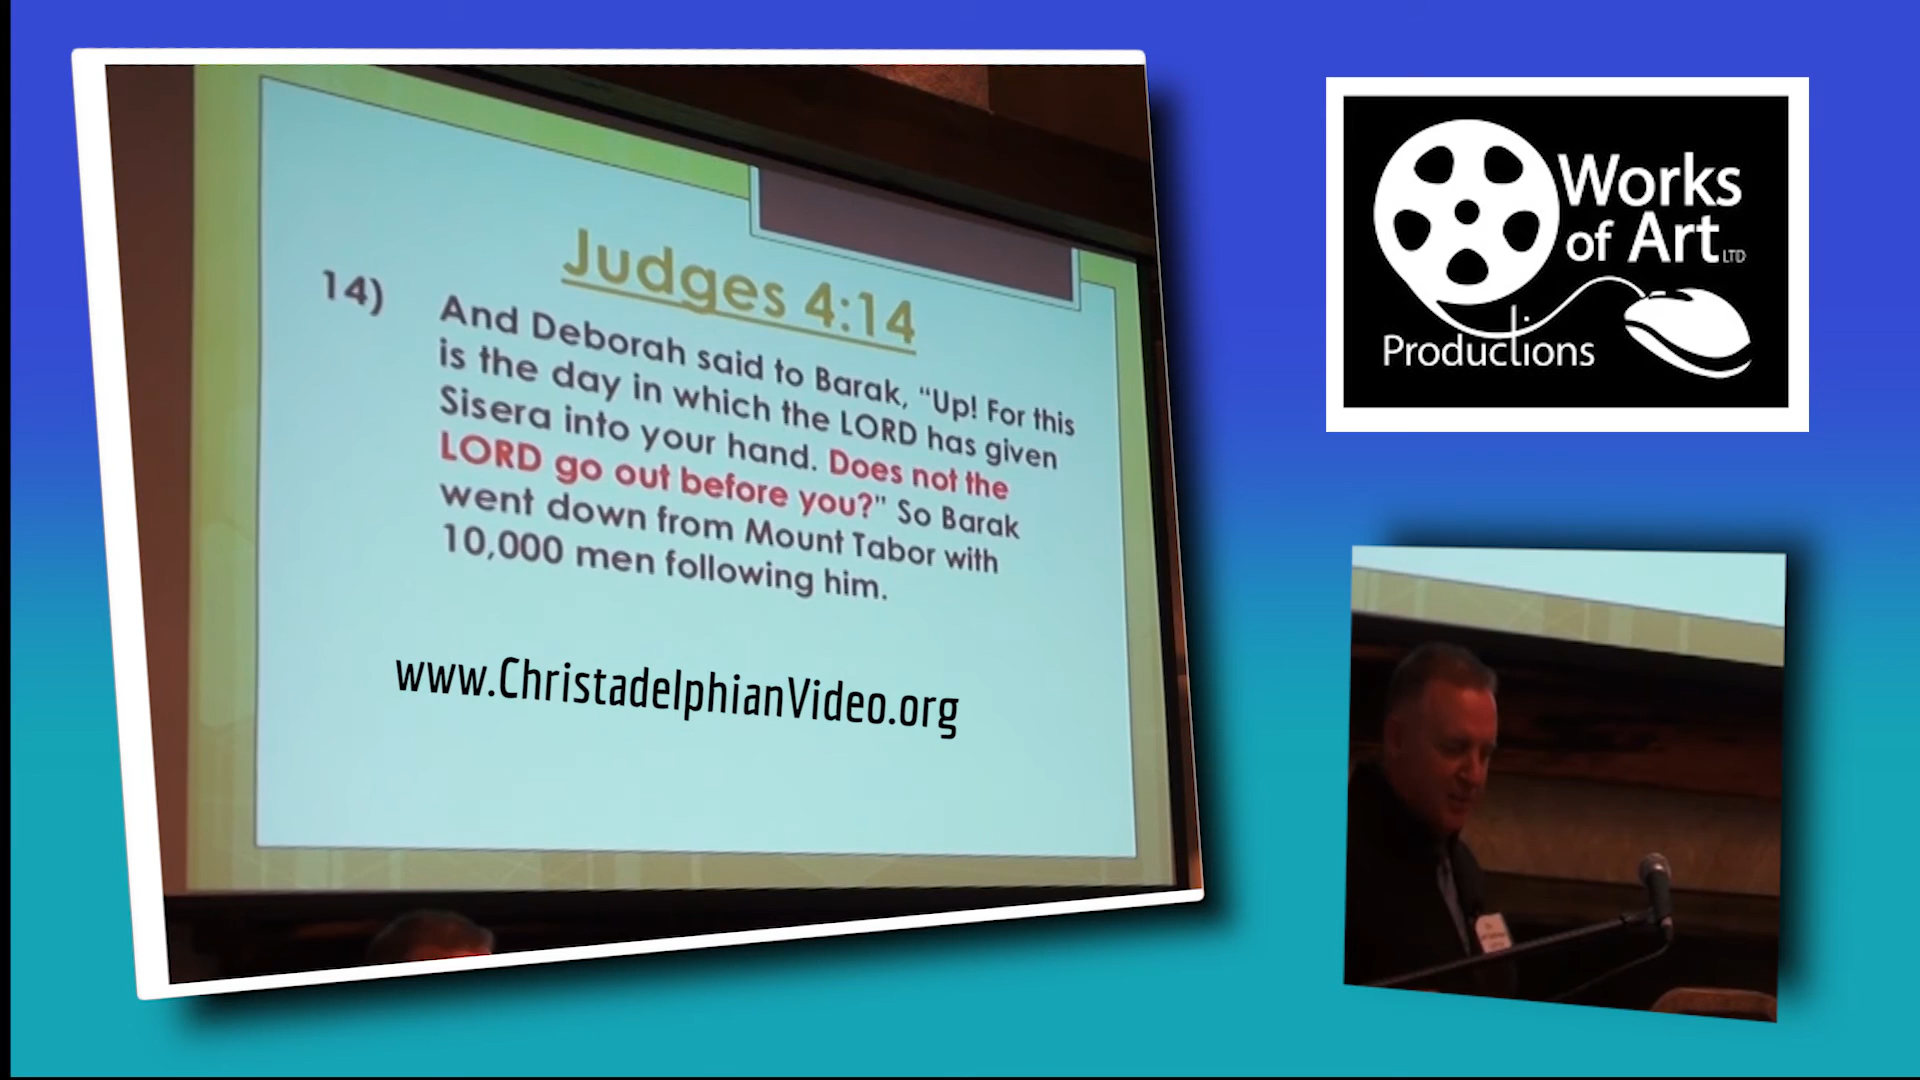 Judges 4:14
14) And Deborah said to Barak, “Up! For this
is the day in which the LORD has given
Sisera into your hand. Does not the
LORD go out before you?” So Barak
went down from Mount Tabor with
10,000 men following him.
www.ChristadelphianVideo.org
Works
of Art LTD
Productions